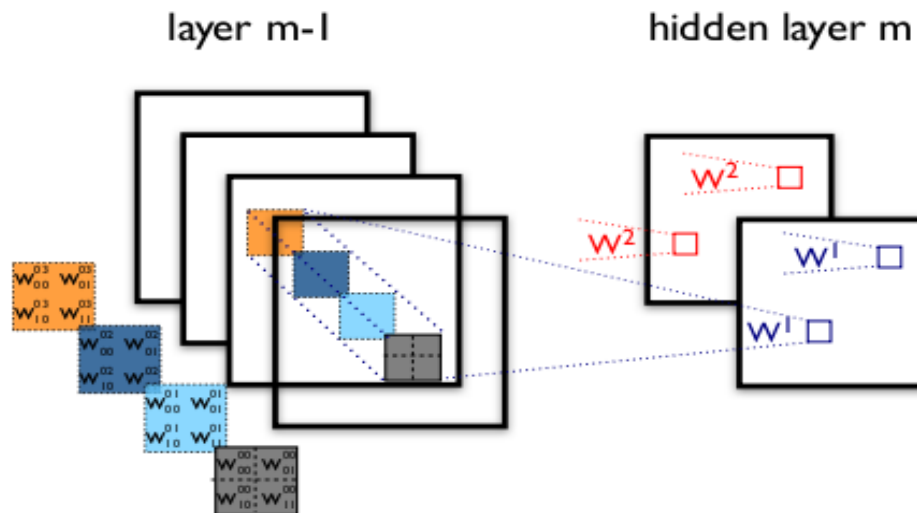 layer m-1
hidden layer m
W²
W²
W¹
W¹
W⁰³₀₀ W⁰³₀₁
W⁰³₁₀ W⁰³₁₁
W⁰²₀₀ W⁰²₀₁
W⁰²₁₀ W⁰²₁₁
W⁰¹₀₀ W⁰¹₀₁
W⁰¹₁₀ W⁰¹₁₁
W⁰⁰₀₀ W⁰⁰₀₁
W⁰⁰₁₀ W⁰⁰₁₁